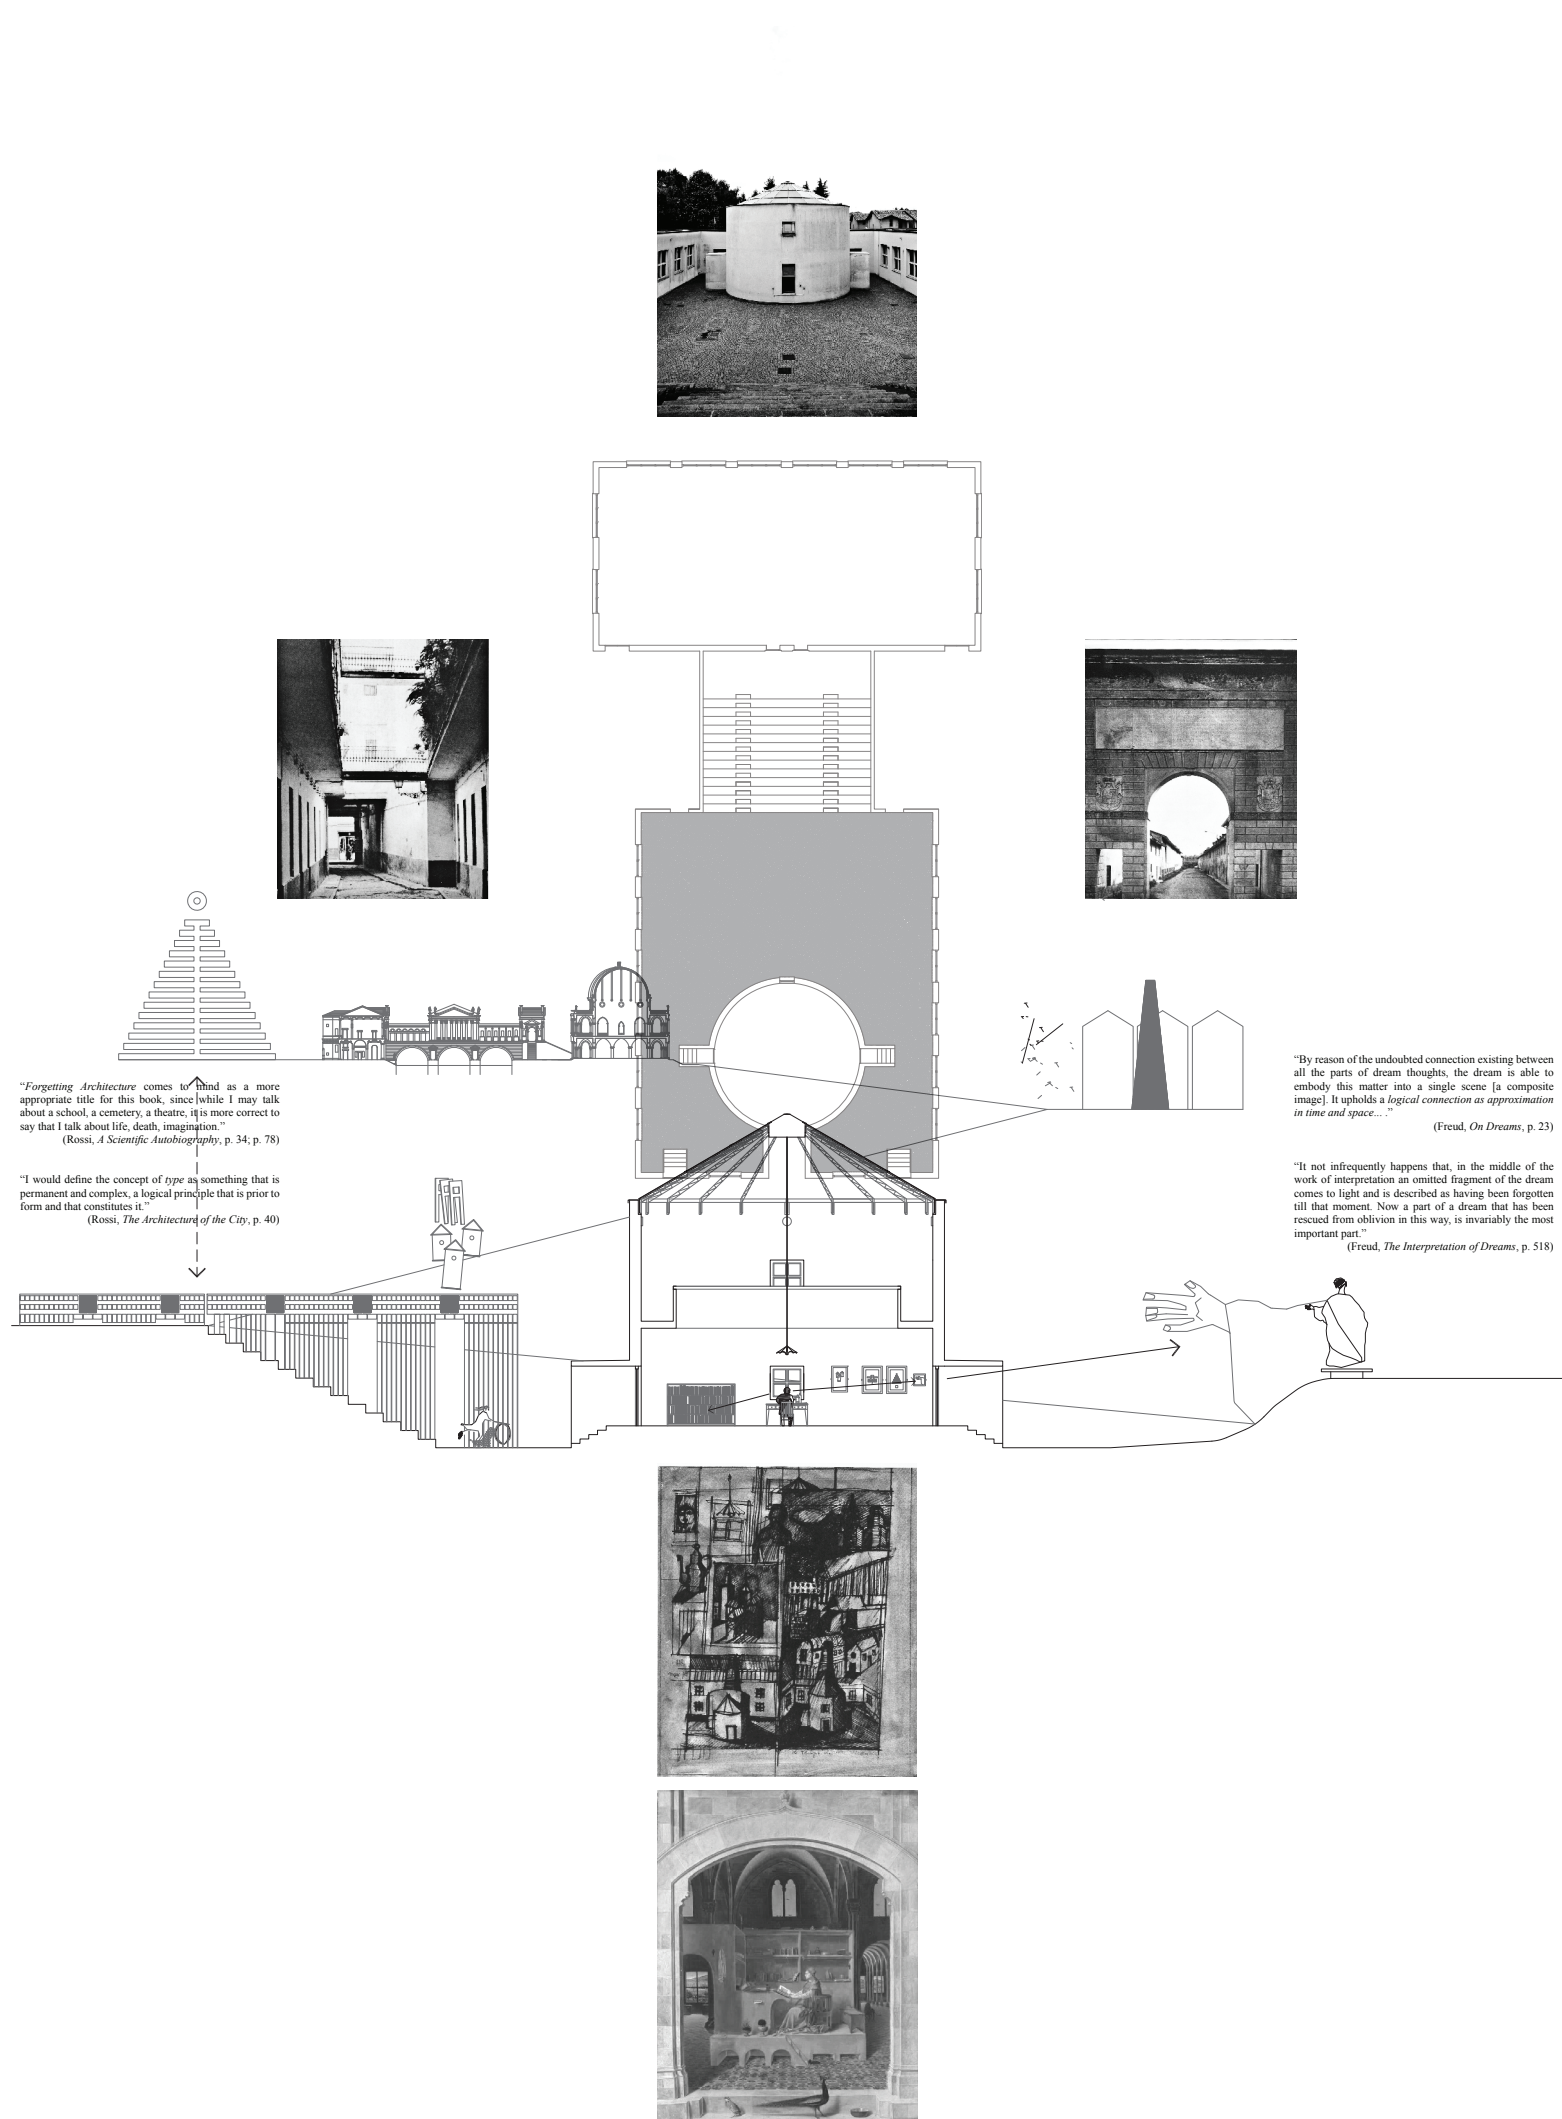 “Forgetting Architecture comes to mind as a more
appropriate title for this book, since while I may talk
about a school, a cemetery, a theatre, it is more correct to
say that I talk about life, death, imagination.”
(Rossi, A Scientific Autobiography, p. 34; p. 78)
“I would define the concept of type as something that is
permanent and complex, a logical principle that is prior to
form and that constitutes it.”
(Rossi, The Architecture of the City, p. 40)
“By reason of the undoubted connection existing between
all the parts of dream thoughts, the dream is able to
embody this matter into a single scene [a composite
image]. It upholds a logical connection as approximation
in time and space... .”
(Freud, On Dreams, p. 23)
“It not infrequently happens that, in the middle of the
work of interpretation an omitted fragment of the dream
comes to light and is described as having been forgotten
till that moment. Now a part of a dream that has been
rescued from oblivion in this way, is invariably the most
important part.”
(Freud, The Interpretation of Dreams, p. 518)